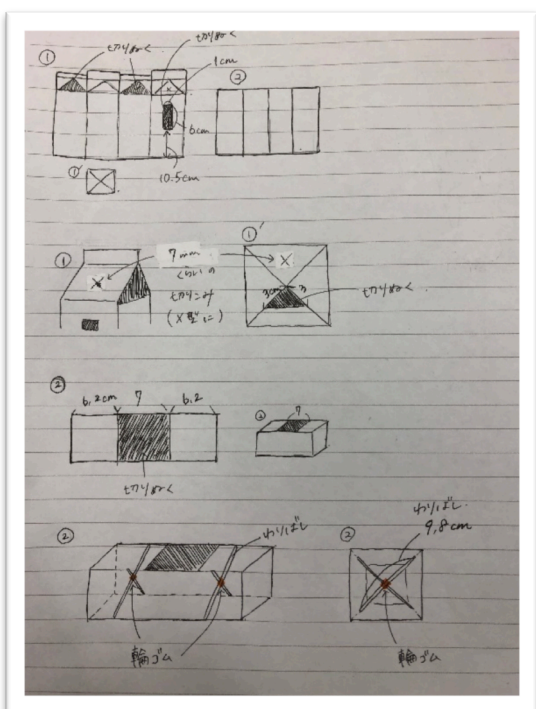 ① 切りぬく 切りぬく
1cm
6cm
10.5cm
②
①'
①
7mm
くらいの
切りこみ
(X型に)
①'
3cm 3
切りぬく
②
6,2cm 7 6,2
切りぬく
② 7
②
わりばし
輪ゴム
②
わりばし
9,8cm
輪ゴム